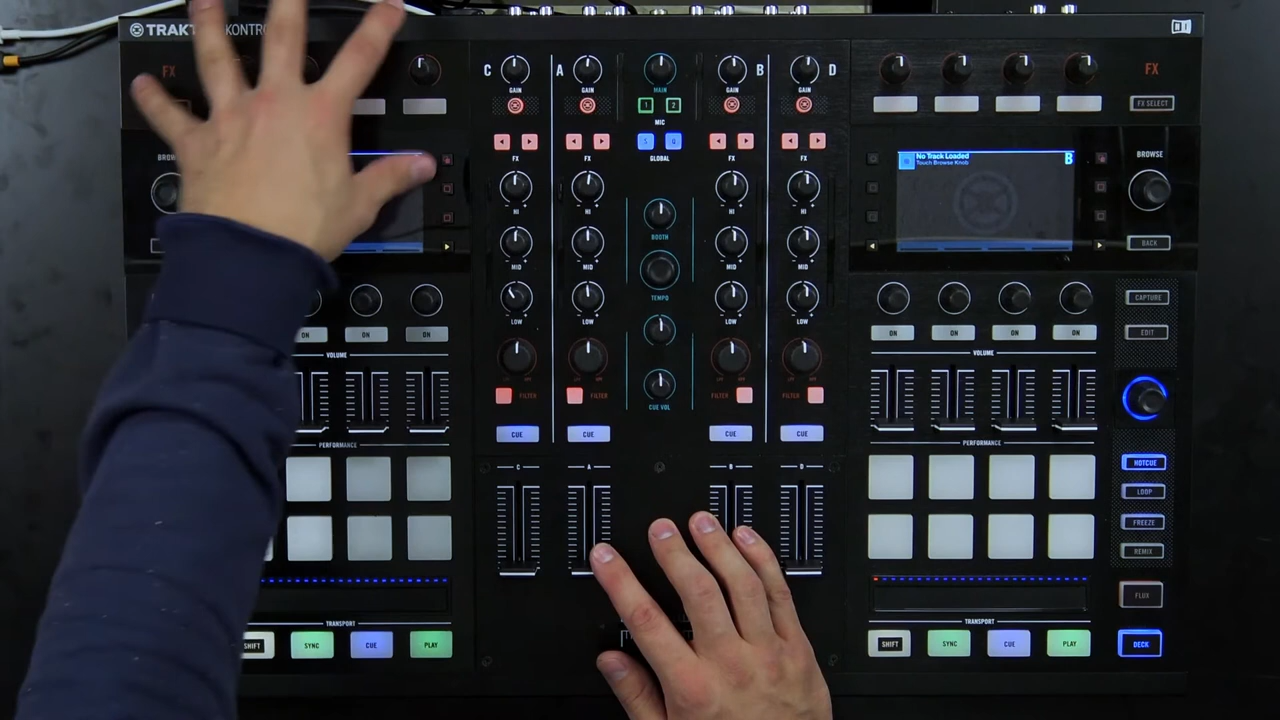 TRAKT KONTRO
FX
BROW
C
GAIN
A
GAIN
MAIN
1 2
MIC
S Q
GLOBAL
B
GAIN
D
GAIN
FX
FX
FX
FX
HI
HI
HI
HI
MID
MID
MID
MID
LOW
LOW
LOW
LOW
BOOTH
TEMPO
CUE VOL
FILTER
FILTER
FILTER
FILTER
CUE
CUE
CUE
CUE
C
A
B
D
FX
FX SELECT
No Track Loaded
Touch Browse Knob
B
BROWSE
BACK
ON
ON
ON
VOLUME
PERFORMANCE
TRANSPORT
SHIFT
SYNC
CUE
PLAY
ON
ON
ON
ON
VOLUME
PERFORMANCE
TRANSPORT
SHIFT
SYNC
CUE
PLAY
CAPTURE
EDIT
HOTCUE
LOOP
FREEZE
REMIX
FLUX
DECK